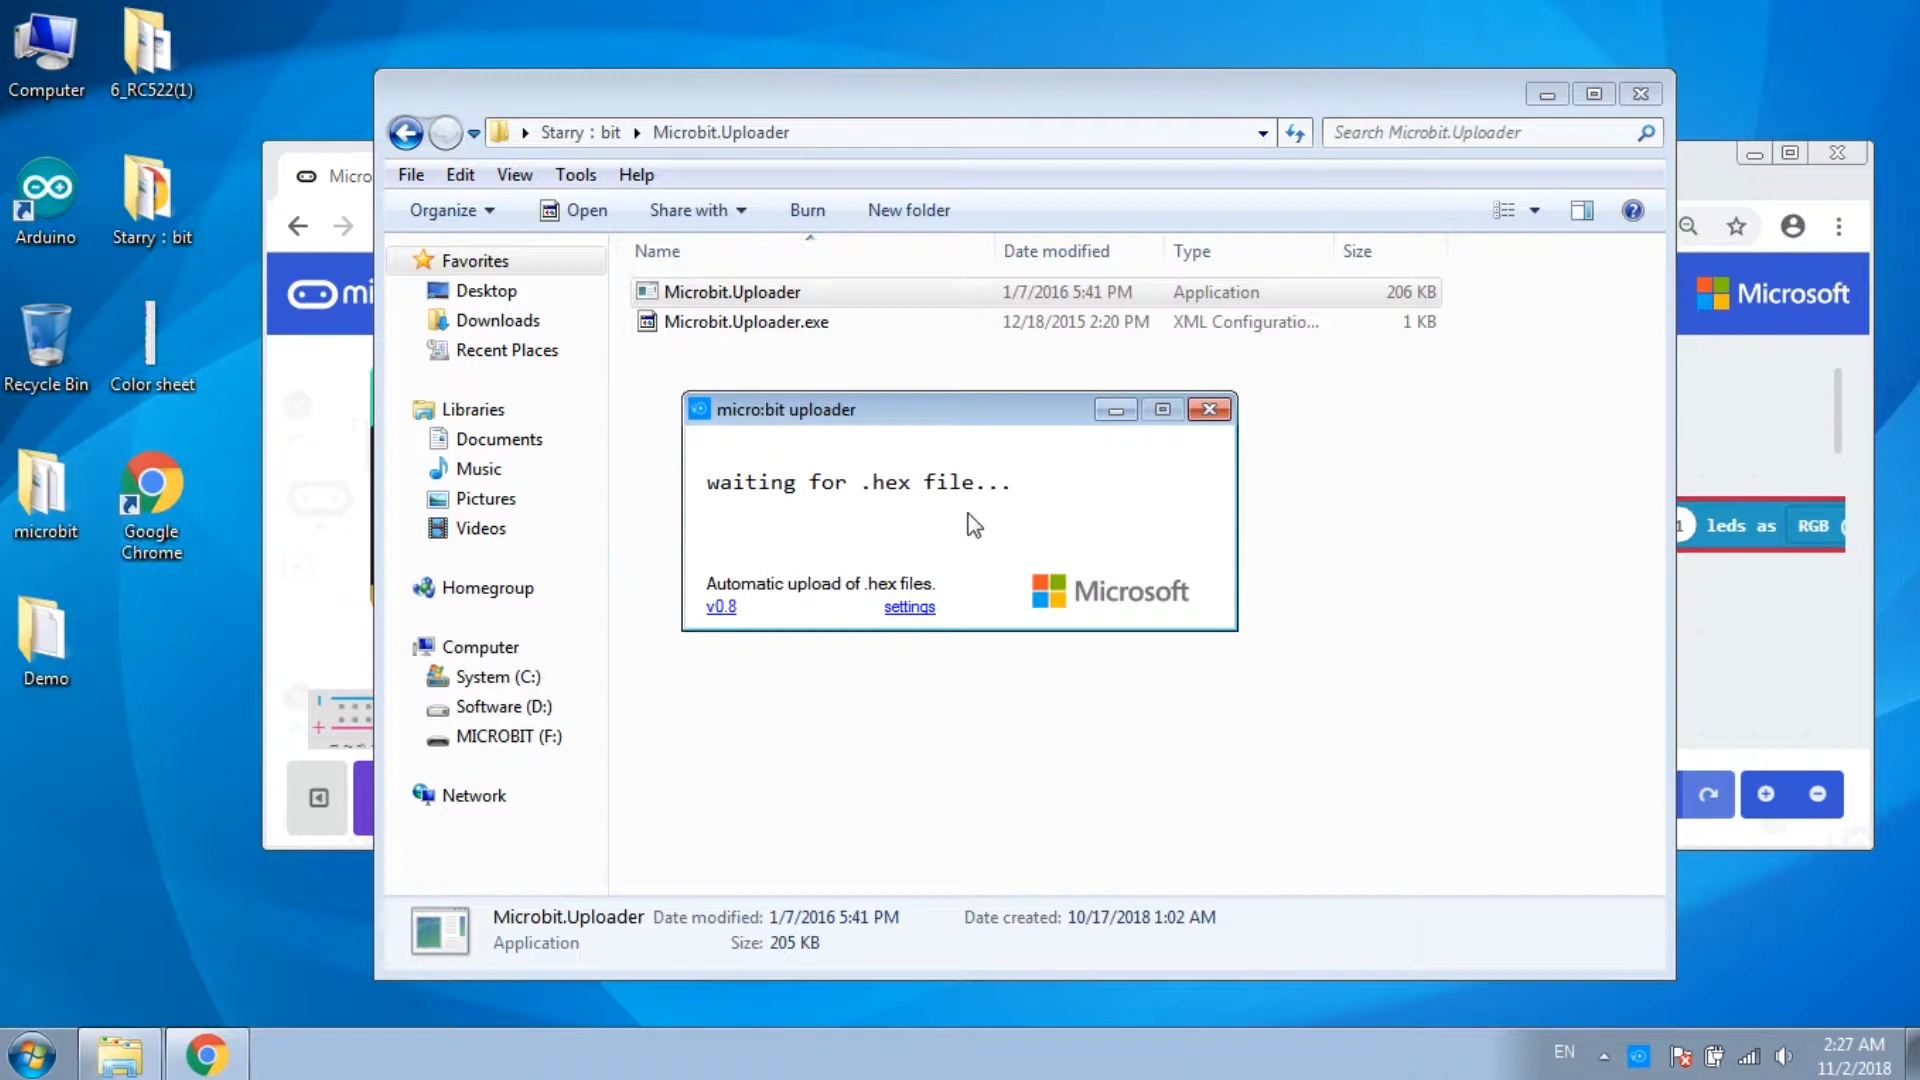 Computer
6_RC522(1)
Arduino
Starry : bit
Recycle Bin
Color sheet
microbit
Google
Chrome
Demo
Micro
mi
Starry : bit
Microbit.Uploader
Search Microbit.Uploader
File
Edit
View
Tools
Help
Organize
Open
Share with
Burn
New folder
Name
Date modified
Type
Size
Microbit.Uploader
1/7/2016 5:41 PM
Application
206 KB
Microbit.Uploader.exe
12/18/2015 2:20 PM
XML Configuratio...
1 KB
Favorites
Desktop
Downloads
Recent Places
Libraries
Documents
Music
Pictures
Videos
Homegroup
Computer
System (C:)
Software (D:)
MICROBIT (F:)
Network
micro:bit uploader
waiting for .hex file...
Automatic upload of .hex files.
v0.8
settings
Microsoft
Microsoft
1 leds as RGB (
Microbit.Uploader Date modified: 1/7/2016 5:41 PM
Date created: 10/17/2018 1:02 AM
Application
Size: 205 KB
EN
2:27 AM
11/2/2018